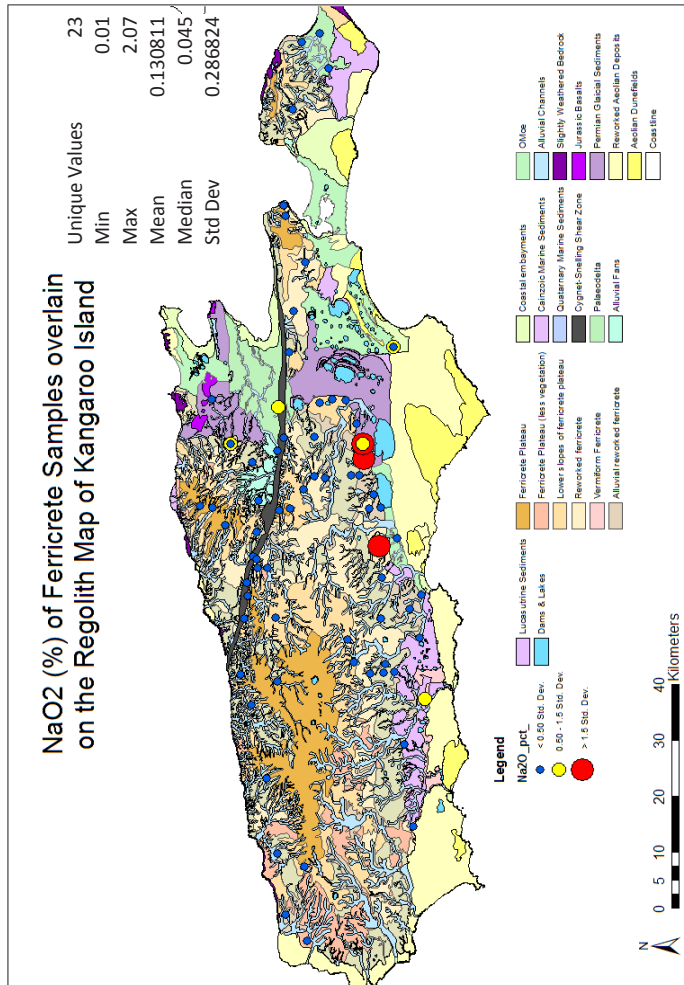 NaO2 (%) of Ferricrete Samples overlain
on the Regolith Map of Kangaroo Island
Unique Values 23
Min 0.01
Max 2.07
Mean 0.130811
Median 0.045
Std Dev 0.286824
Legend
Na2O_pct_
< 0.50 Std. Dev.
0.50 - 1.5 Std. Dev.
> 1.5 Std. Dev.
Lucasutrine Sediments
Dams & Lakes
Ferricrete Plateau
Ferricrete Plateau (less vegetation)
Lower slopes of ferricrete plateau
Reworked ferricrete
Vermiform Ferricrete
Alluvial reworked ferricrete
Coastal embayments
Cainzoic Marine Sediments
Quatarnary Marine Sediments
Cygnet-Snelling Shear Zone
Palaeodelta
Alluvial Fans
OMoe
Alluvial Channels
Slightly Weathered Bedrock
Jurassic Basalts
Permian Glaicial Sediments
Reworked Aeolian Deposits
Aeolian Dunefields
Coastline
N
0 5 10 20 30 40
Kilometers